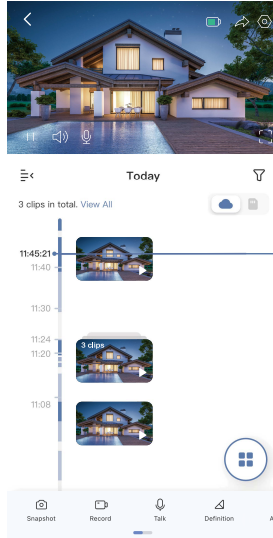 Today
3 clips in total. View All
11:45:21
11:40
11:30
11:24
3 clips
11:20
11:08
Snapshot
Record
Talk
Definition
A